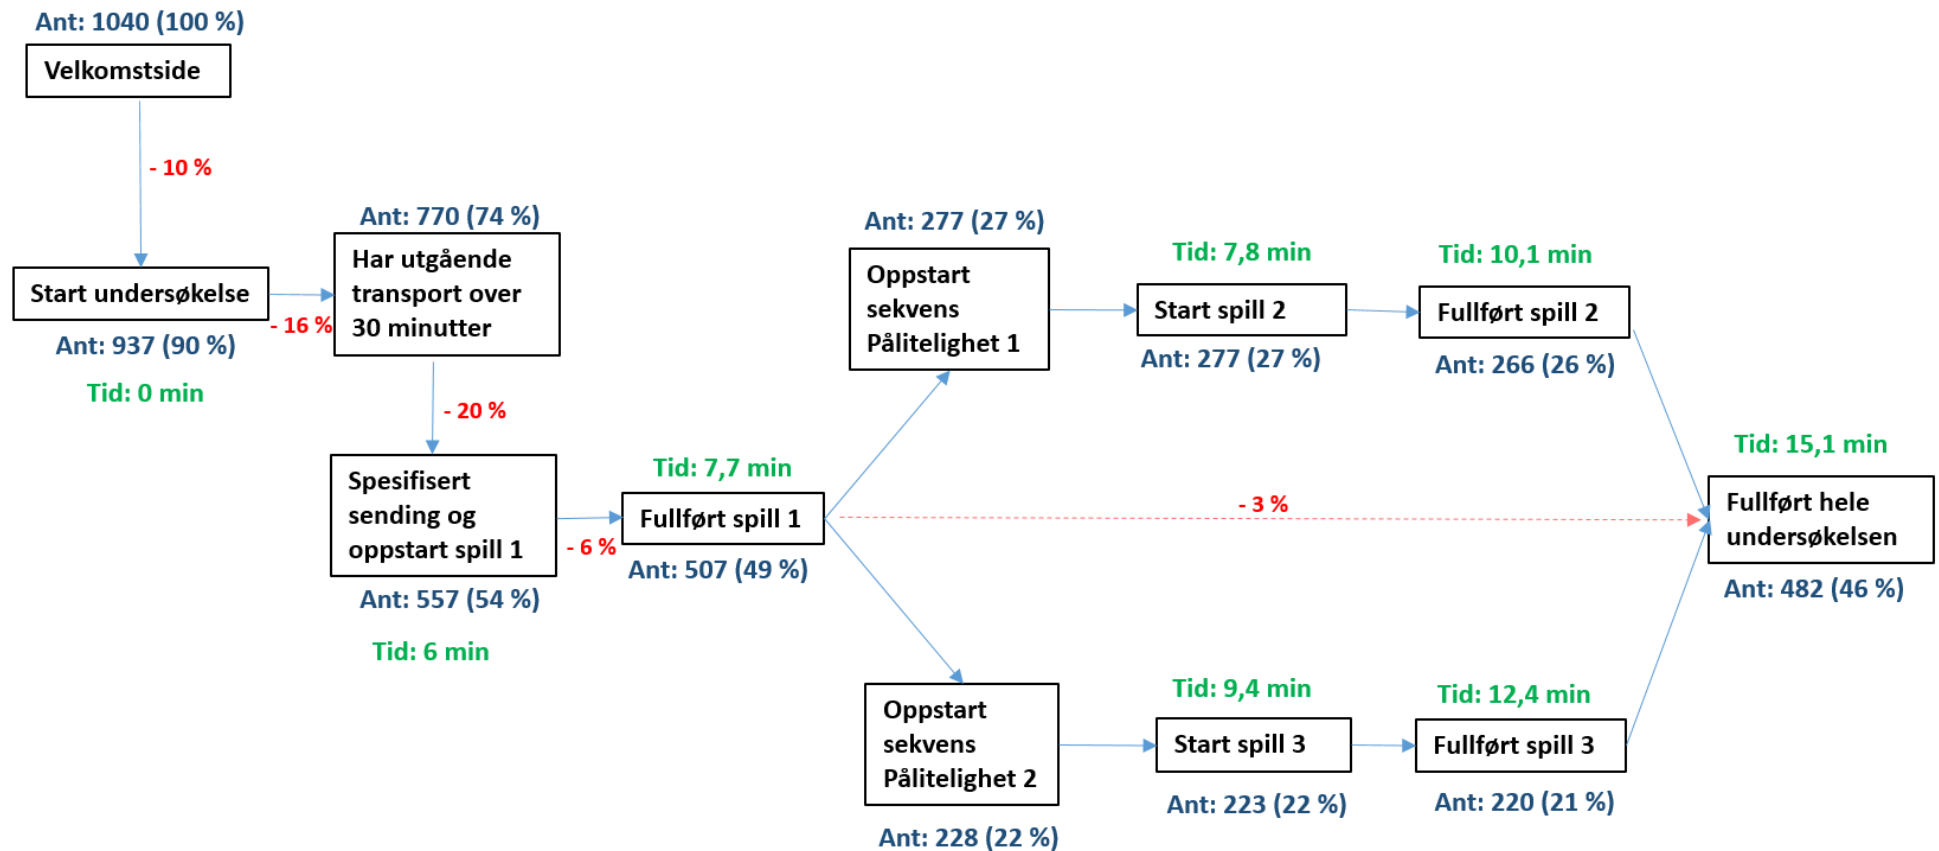 Ant: 1040 (100 %)
Velkomstside
- 10 %
Start undersøkelse
Ant: 937 (90 %)
Tid: 0 min
- 16 %
Ant: 770 (74 %)
Har utgående
transport over
30 minutter
- 20 %
Spesifisert
sending og
oppstart spill 1
Ant: 557 (54 %)
Tid: 6 min
- 6 %
Tid: 7,7 min
Fullført spill 1
Ant: 507 (49 %)
Ant: 277 (27 %)
Oppstart
sekvens
Pålitelighet 1
Tid: 7,8 min
Start spill 2
Ant: 277 (27 %)
Tid: 10,1 min
Fullført spill 2
Ant: 266 (26 %)
- 3 %
Oppstart
sekvens
Pålitelighet 2
Ant: 228 (22 %)
Tid: 9,4 min
Start spill 3
Ant: 223 (22 %)
Tid: 12,4 min
Fullført spill 3
Ant: 220 (21 %)
Tid: 15,1 min
Fullført hele
undersøkelsen
Ant: 482 (46 %)